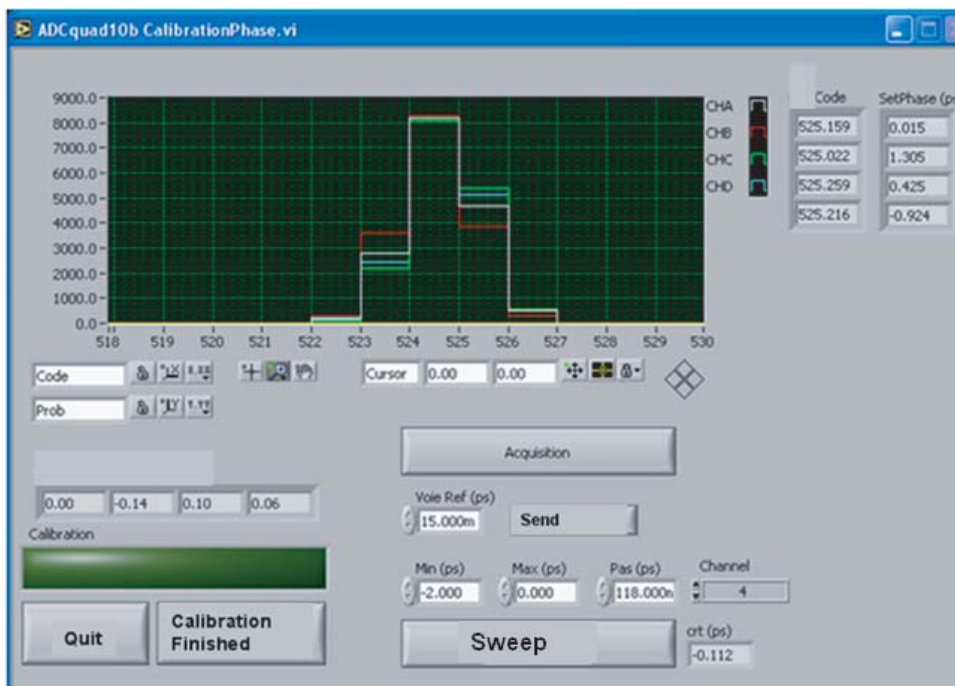 ADCquad10b CalibrationPhase.vi
9000.0
8000.0
7000.0
6000.0
5000.0
4000.0
3000.0
2000.0
1000.0
0.0
518 519 520 521 522 523 524 525 526 527 528 529 530
CHA
CHB
CHC
CHD
Code SetPhase (ps
525.159 0.015
525.022 1.305
525.259 0.425
525.216 -0.924
Code
Prob
Cursor 0.00 0.00
Acquisition
0.00 -0.14 0.10 0.06
Voie Ref (ps)
15.000m Send
Calibration
Min (ps) Max (ps) Pas (ps) Channel
-2.000 0.000 118.000m 4
Quit
Calibration
Finished
Sweep
crt (ps)
-0.112